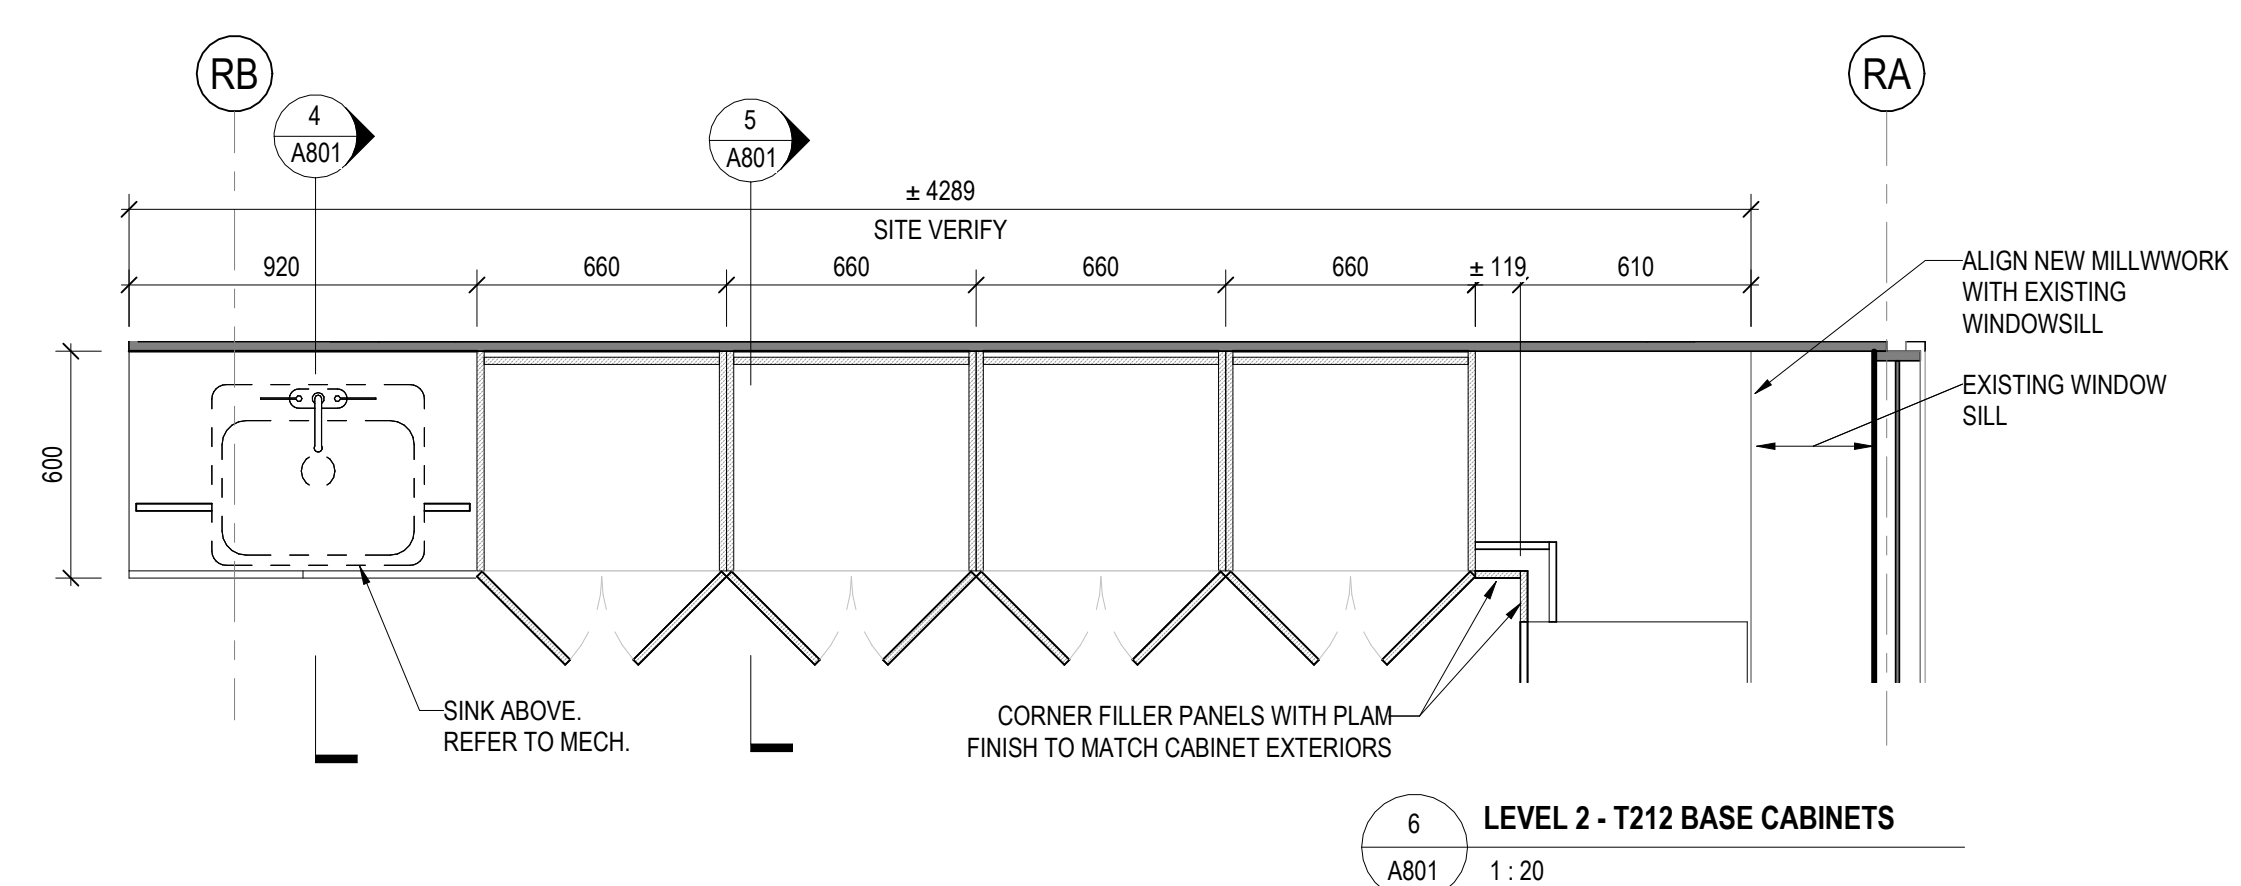 RB
RA
4
A801
5
A801
± 4289
SITE VERIFY
920
660
660
660
660
± 119
610
ALIGN NEW MILLWWORK
WITH EXISTING
WINDOWSILL
EXISTING WINDOW
SILL
600
SINK ABOVE.
REFER TO MECH.
CORNER FILLER PANELS WITH PLAM
FINISH TO MATCH CABINET EXTERIORS
6
A801
LEVEL 2 - T212 BASE CABINETS
1 : 20